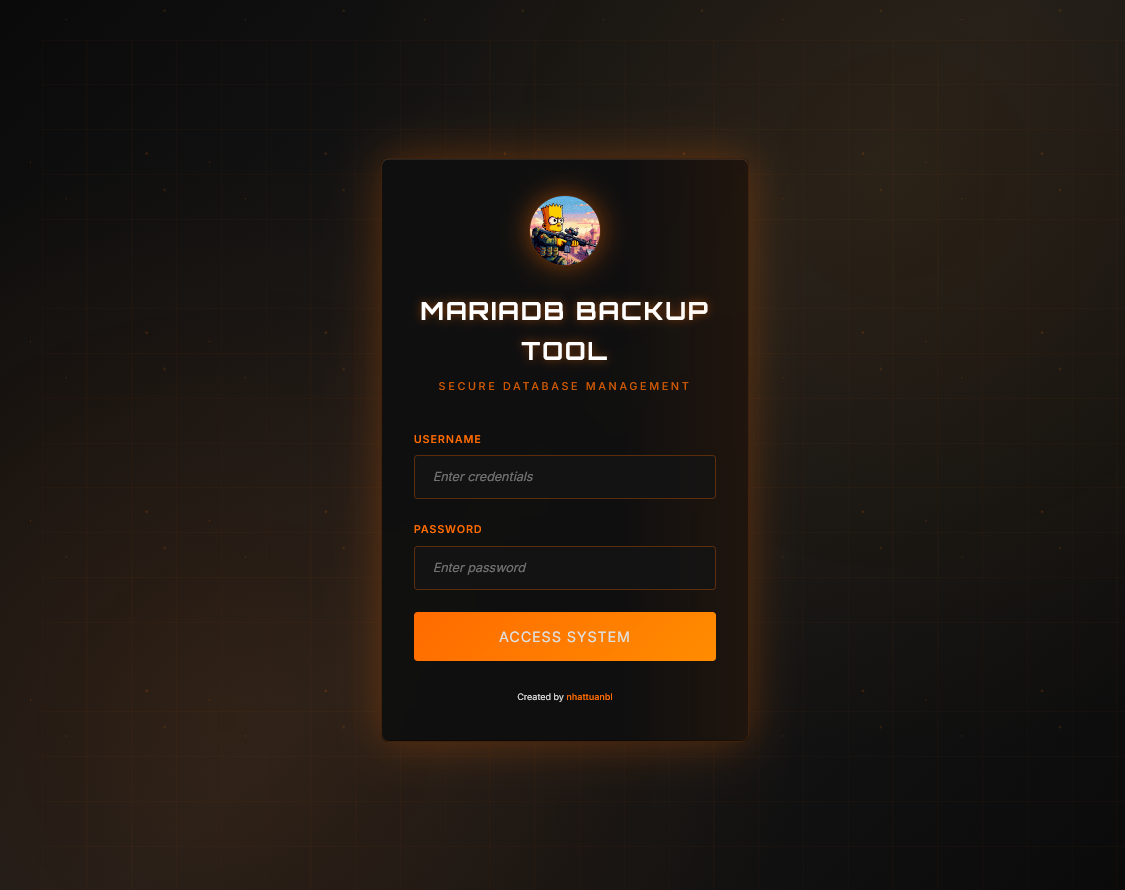 MARIADB BACKUP
TOOL
SECURE DATABASE MANAGEMENT
USERNAME
Enter credentials
PASSWORD
Enter password
ACCESS SYSTEM
Created by nhattuanbl